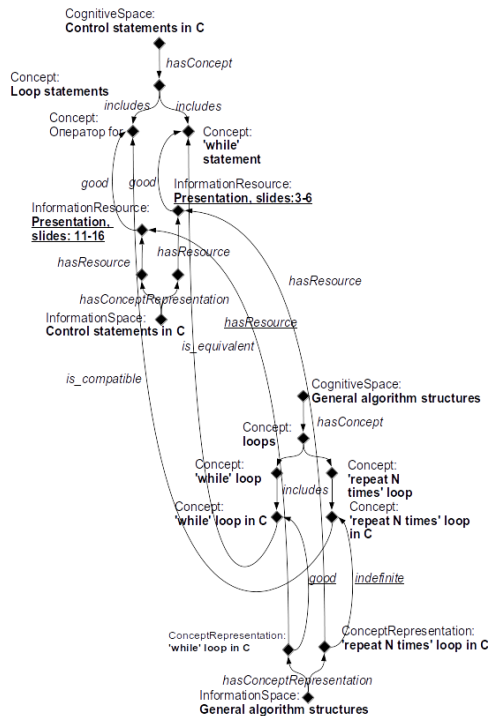 CognitiveSpace:
Control statements in C
hasConcept
Concept:
Loop statements
includes
includes
Concept:
Оператор for
Concept:
'while'
statement
good
good
InformationResource:
Presentation, slides:3-6
InformationResource:
Presentation,
slides: 11-16
hasResource
hasResource
hasResource
hasConceptRepresentation
InformationSpace:
Control statements in C
hasResource
is_equivalent
is_compatible
CognitiveSpace:
General algorithm structures
hasConcept
Concept:
loops
Concept:
'while' loop
Concept:
'repeat N
times' loop
includes
Concept:
'while' loop in C
Concept:
'repeat N times' loop
in C
good
indefinite
ConceptRepresentation:
'while' loop in C
ConceptRepresentation:
'repeat N times' loop in C
hasConceptRepresentation
InformationSpace:
General algorithm structures